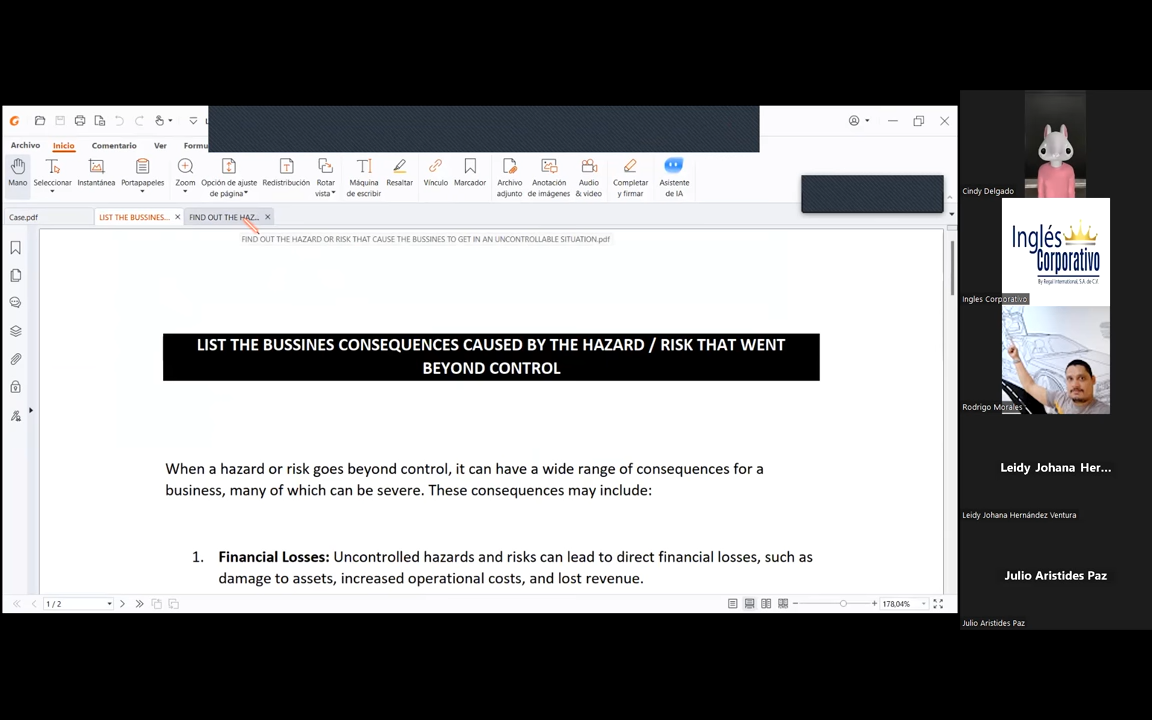 Archivo
Inicio
Comentario
Ver
Formu
Mano
Seleccionar
Instantánea
Portapapeles
Zoom
Opción de ajuste
de página
Redistribución
Rotar
vista
Máquina
de escribir
Resaltar
Vínculo
Marcador
Archivo
adjunto
Anotación
de imágenes
Audio
& vídeo
Completar
y firmar
Asistente
de IA
Case.pdf
LIST THE BUSSINES...
FIND OUT THE HAZ...
FIND OUT THE HAZARD OR RISK THAT CAUSE THE BUSSINES TO GET IN AN UNCONTROLLABLE SITUATION.pdf
LIST THE BUSSINES CONSEQUENCES CAUSED BY THE HAZARD / RISK THAT WENT
BEYOND CONTROL
When a hazard or risk goes beyond control, it can have a wide range of consequences for a
business, many of which can be severe. These consequences may include:
1. Financial Losses: Uncontrolled hazards and risks can lead to direct financial losses, such as
damage to assets, increased operational costs, and lost revenue.
1 / 2
178,04%
Cindy Delgado
Inglés
Corporativo
By Regal International, S.A. de C.V.
Ingles Corporativo
Rodrigo Morales
Leidy Johana Her...
Leidy Johana Hernández Ventura
Julio Aristides Paz
Julio Aristides Paz